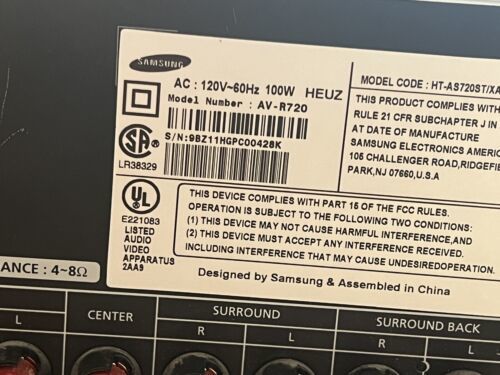 SAMSUNG
AC : 120V~60Hz 100W HEUZ
Model Number : AV-R720
S/N:9BZ11HGPC00428K
SA
LR38329
UL
E221083
LISTED
AUDIO
VIDEO
APPARATUS
2AA9
MODEL CODE : HT-AS720ST/XA
THIS PRODUCT COMPLIES WITH
RULE 21 CFR SUBCHAPTER J IN
AT DATE OF MANUFACTURE
SAMSUNG ELECTRONICS AMERIC
105 CHALLENGER ROAD,RIDGEFIE
PARK,NJ 07660,U.S.A
THIS DEVICE COMPLIES WITH PART 15 OF THE FCC RULES.
OPERATION IS SUBJECT TO THE FOLLOWING TWO CONDITIONS:
(1) THIS DEVICE MAY NOT CAUSE HARMFUL INTERFERENCE,AND
(2) THIS DEVICE MUST ACCEPT ANY INTERFERENCE RECEIVED.
INCLUDING INTERFERENCE THAT MAY CAUSE UNDESIREDOPERATION.
Designed by Samsung & Assembled in China
ANCE : 4~8Ω
L
CENTER
SURROUND
R L
SURROUND BACK
R L